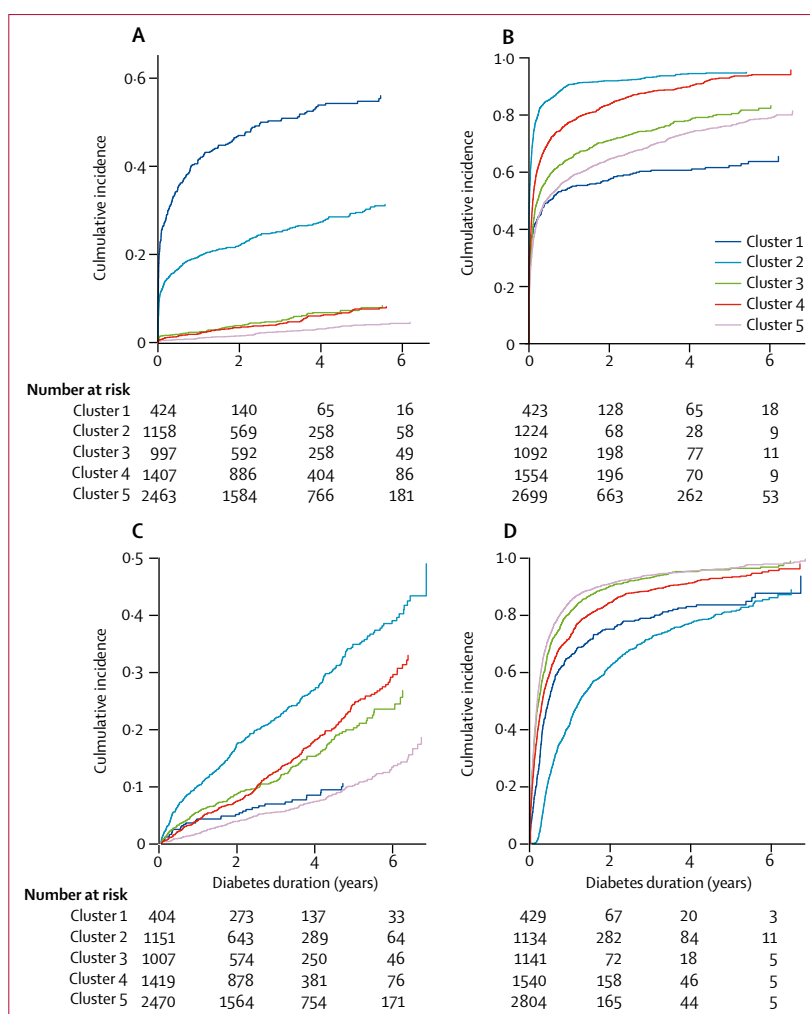 A
B
0·6
0·4
0·2
0
Culmulative incidence
0 2 4 6
1·0
0·8
0·6
0·4
0·2
0
Culmulative incidence
0 2 4 6
Cluster 1
Cluster 2
Cluster 3
Cluster 4
Cluster 5
Number at risk
Cluster 1 424 140 65 16 423 128 65 18
Cluster 2 1158 569 258 58 1224 68 28 9
Cluster 3 997 592 258 49 1092 198 77 11
Cluster 4 1407 886 404 86 1554 196 70 9
Cluster 5 2463 1584 766 181 2699 663 262 53
C
D
0·5
0·4
0·3
0·2
0·1
0
Culmulative incidence
0 2 4 6
Diabetes duration (years)
1·0
0·8
0·6
0·4
0·2
0
Culmulative incidence
0 2 4 6
Diabetes duration (years)
Number at risk
Cluster 1 404 273 137 33 429 67 20 3
Cluster 2 1151 643 289 64 1134 282 84 11
Cluster 3 1007 574 250 46 1141 72 18 5
Cluster 4 1419 878 381 76 1540 158 46 5
Cluster 5 2470 1564 754 171 2804 165 44 5